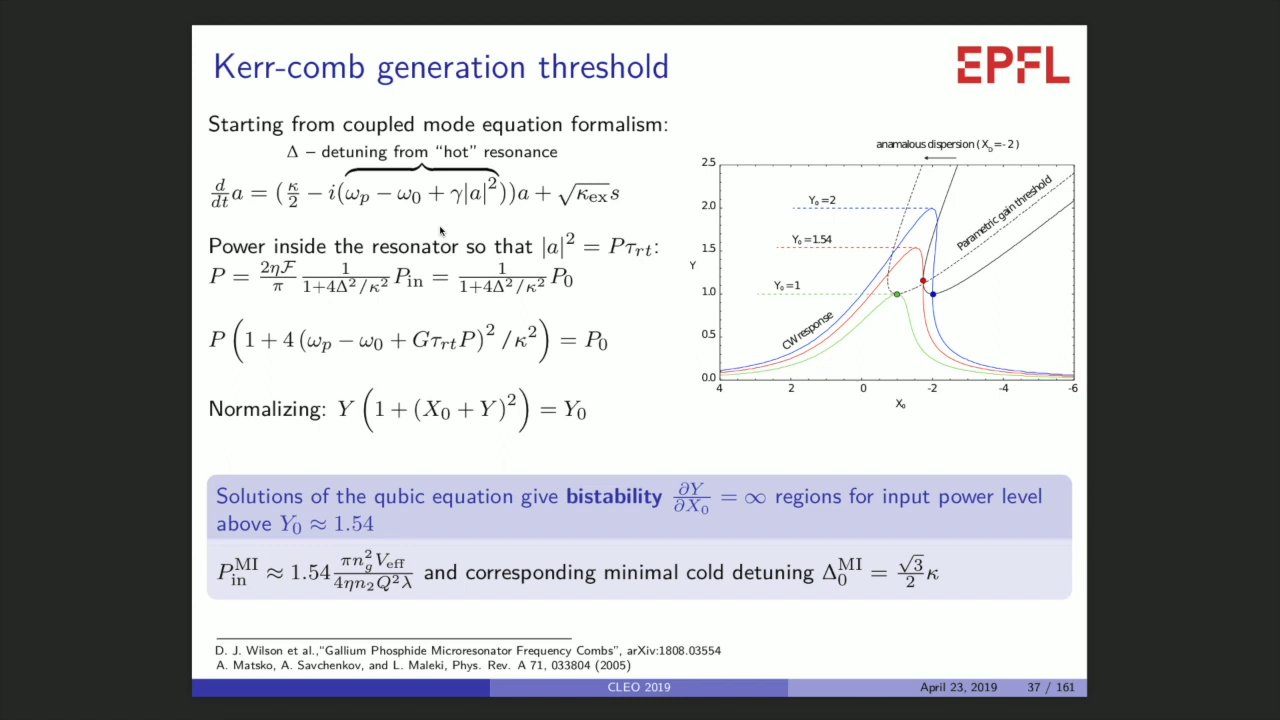 Kerr-comb generation threshold
EPFL
Starting from coupled mode equation formalism:
Δ – detuning from “hot” resonance
d/dt a = (κ/2 − i(ω_p − ω_0 + γ|a|^2))a + √κ_ex s
Power inside the resonator so that |a|^2 = Pτ_rt:
P = 2ηF/π 1/(1+4Δ^2/κ^2) P_in = 1/(1+4Δ^2/κ^2) P_0
P(1 + 4(ω_p − ω_0 + Gτ_rt P)^2/κ^2) = P_0
Normalizing: Y(1 + (X_0 + Y)^2) = Y_0
anamalous dispersion (X_D=-2)
2.5
2.0
1.5
1.0
0.5
0.0
Y
Y_0=2
Y_0=1.54
Y_0=1
CW response
Parametric gain threshold
4 2 0 -2 -4 -6
X_0
Solutions of the qubic equation give bistability ∂Y/∂X_0 = ∞ regions for input power level
above Y_0 ≈ 1.54
P_in^MI ≈ 1.54 πn_g^2 V_eff/4ηn_2Q^2λ and corresponding minimal cold detuning Δ_0^MI = √3/2 κ
D. J. Wilson et al.,“Gallium Phosphide Microresonator Frequency Combs”, arXiv:1808.03554
A. Matsko, A. Savchenkov, and L. Maleki, Phys. Rev. A 71, 033804 (2005)
CLEO 2019 April 23, 2019 37 / 161